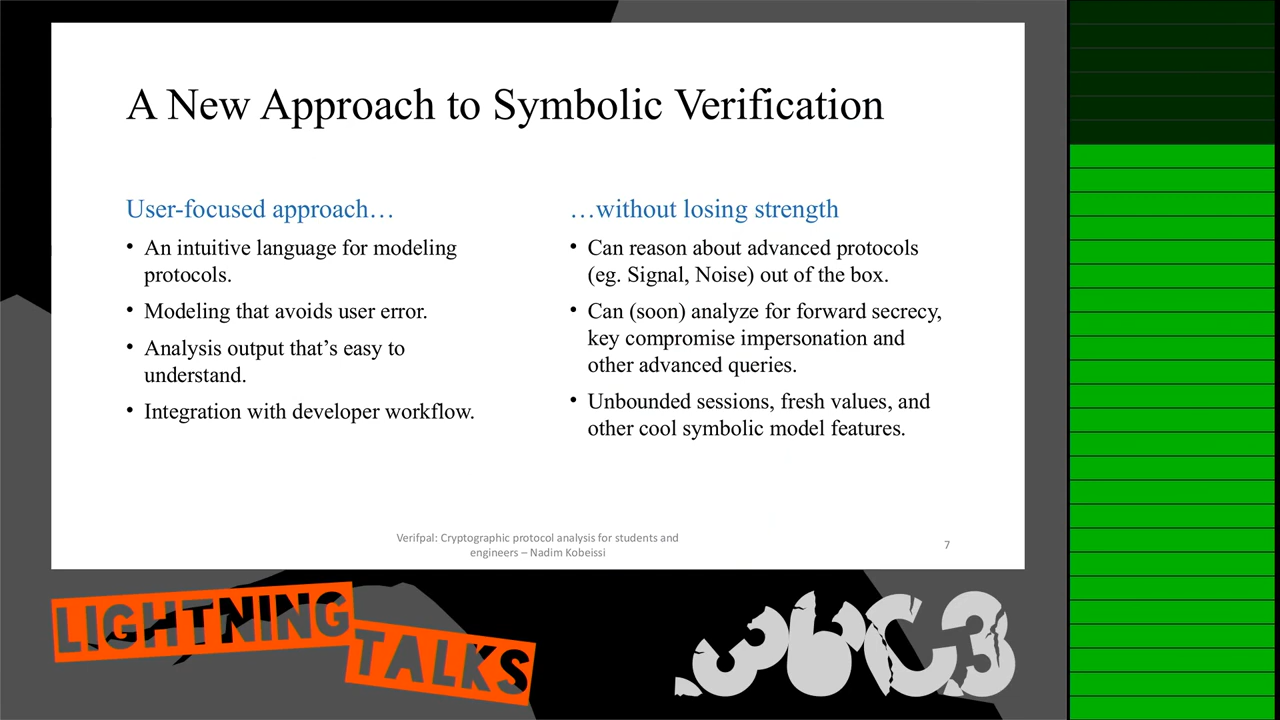 A New Approach to Symbolic Verification
User-focused approach…
• An intuitive language for modeling
protocols.
• Modeling that avoids user error.
• Analysis output that’s easy to
understand.
• Integration with developer workflow.
…without losing strength
• Can reason about advanced protocols
(eg. Signal, Noise) out of the box.
• Can (soon) analyze for forward secrecy,
key compromise impersonation and
other advanced queries.
• Unbounded sessions, fresh values, and
other cool symbolic model features.
Verifpal: Cryptographic protocol analysis for students and
engineers – Nadim Kobeissi
7
LIGHTNING
TALKS
.36C3